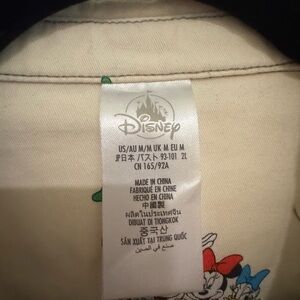 Disney
US/AU M/M UK M EU M
JP日本 バスト 93-101 2L
CN 165/92A
MADE IN CHINA
FABRIQUÉ EN CHINE
HECHO EN CHINA
中國製
ผลิตในประเทศจีน
DIBUAT DI TIONGKOK
중국산
SẢN XUẤT TẠI TRUNG QUỐC
صنع في الصين